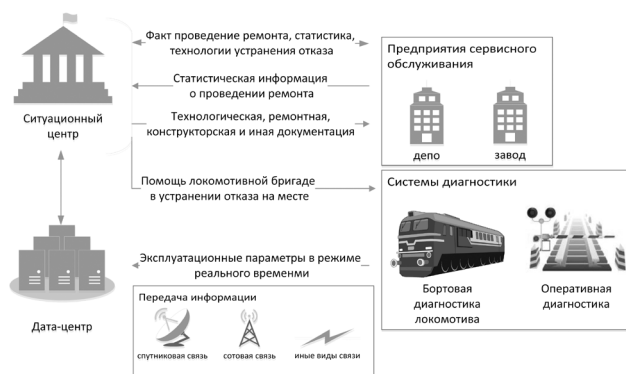 Факт проведение ремонта, статистика,
технологии устранения отказа
Предприятия сервисного
обслуживания
Статистическая информация
о проведении ремонта
Ситуационный
центр
Технологическая, ремонтная,
конструкторская и иная документация
депо
завод
Помощь локомотивной бригаде
в устранении отказа на месте
Системы диагностики
Эксплуатационные параметры в режиме
реального временми
Бортовая
диагностика
локомотива
Оперативная
диагностика
Передача информации
Дата-центр
спутниковая связь
сотовая связь
иные виды связи